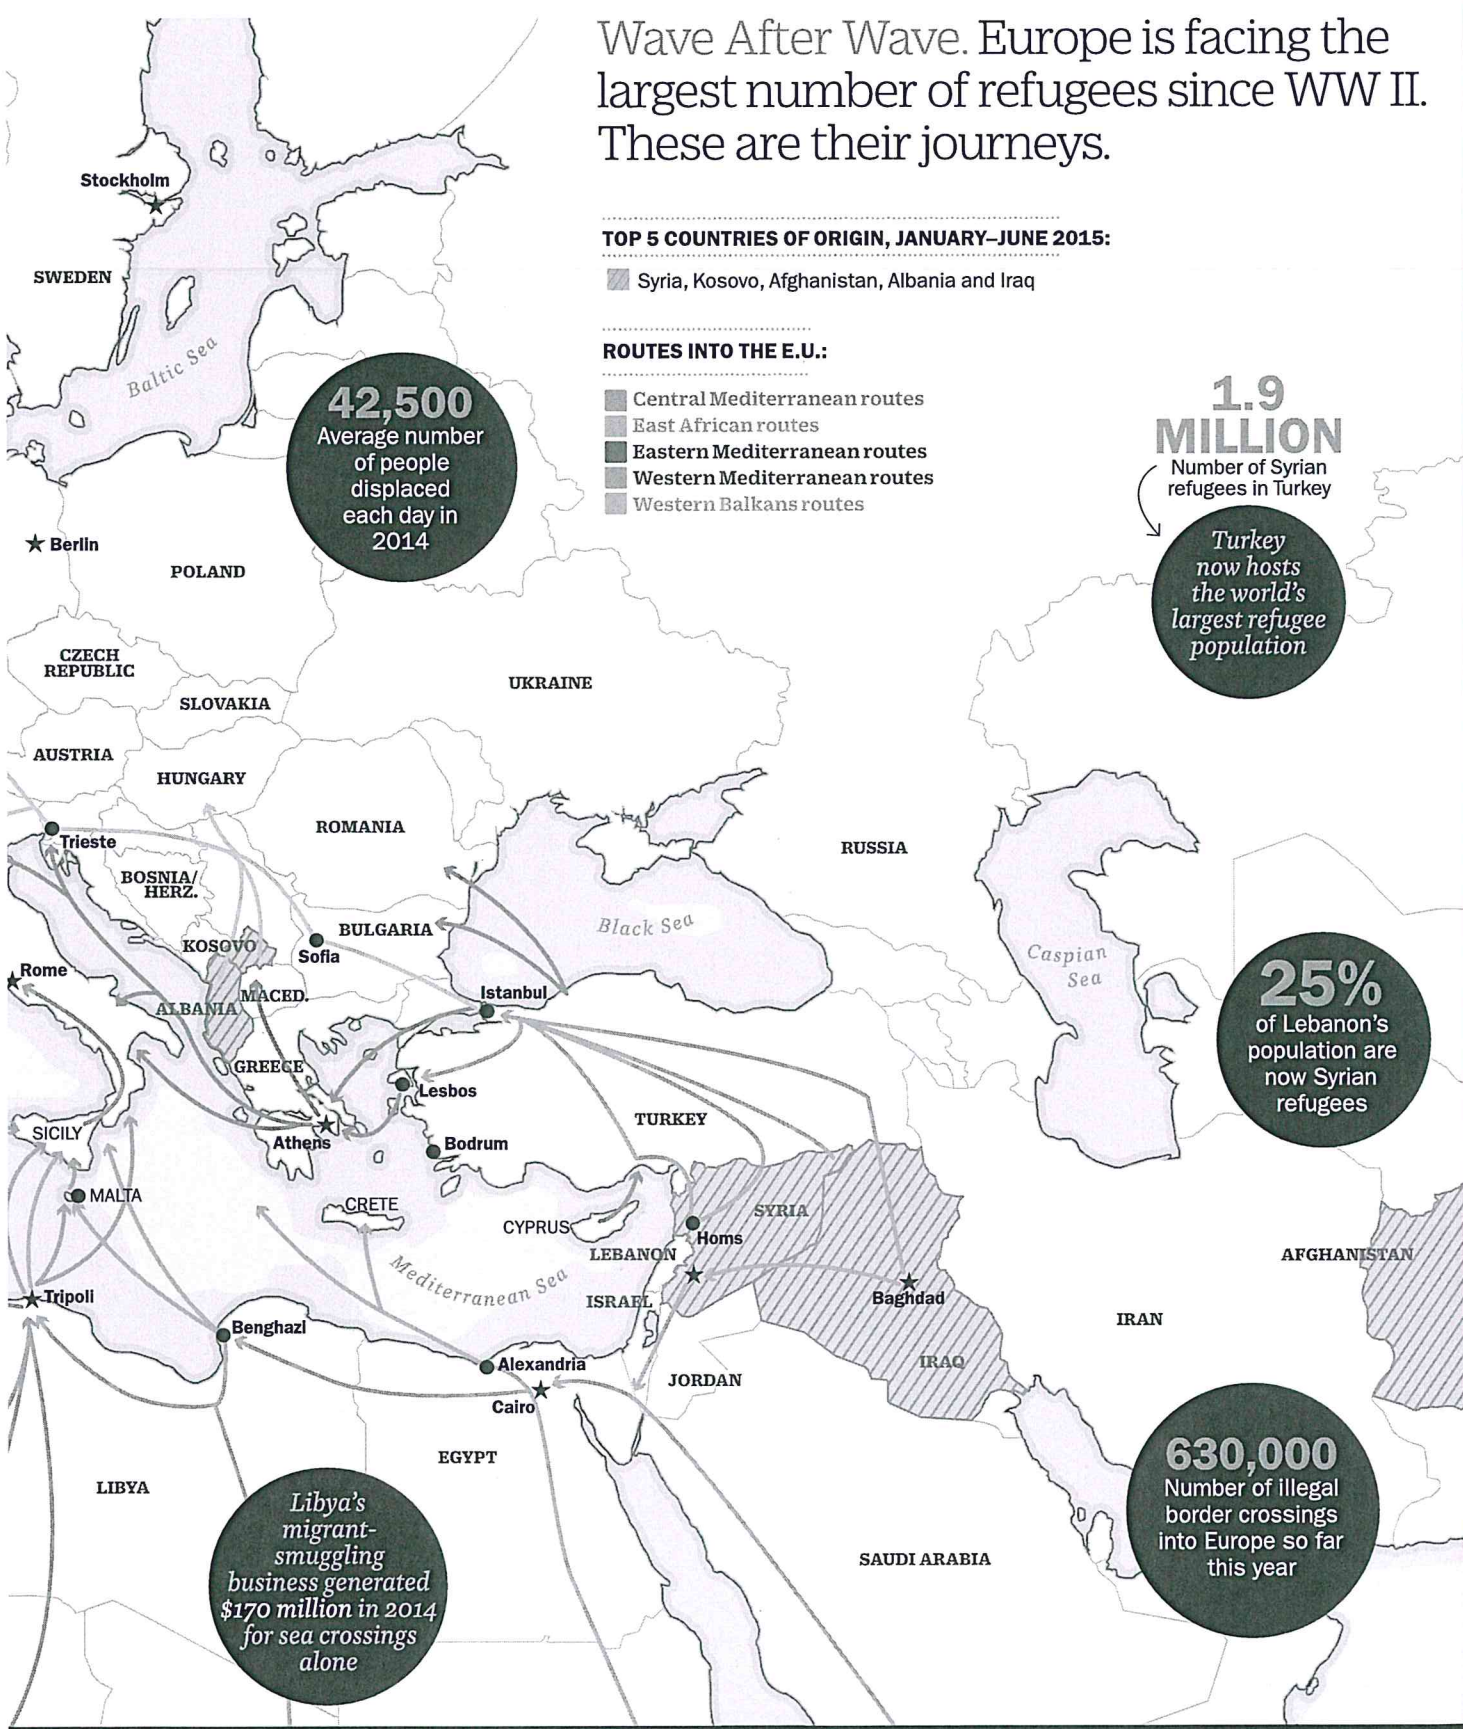 Wave After Wave. Europe is facing the
largest number of refugees since WW II.
These are their journeys.
TOP 5 COUNTRIES OF ORIGIN, JANUARY–JUNE 2015:
Syria, Kosovo, Afghanistan, Albania and Iraq
ROUTES INTO THE E.U.:
Central Mediterranean routes
East African routes
Eastern Mediterranean routes
Western Mediterranean routes
Western Balkans routes
Stockholm
SWEDEN
Baltic Sea
42,500
Average number
of people
displaced
each day in
2014
1.9
MILLION
Number of Syrian
refugees in Turkey
Turkey
now hosts
the world's
largest refugee
population
Berlin
POLAND
CZECH
REPUBLIC
SLOVAKIA
UKRAINE
AUSTRIA
HUNGARY
ROMANIA
Trieste
RUSSIA
BOSNIA/
HERZ.
BULGARIA
Black Sea
KOSOVO
Sofia
Caspian
Sea
Rome
Istanbul
ALBANIA
MACED.
25%
of Lebanon's
population are
now Syrian
refugees
GREECE
Lesbos
TURKEY
SICILY
Athens
Bodrum
MALTA
CRETE
CYPRUS
SYRIA
Homs
LEBANON
AFGHANISTAN
Mediterranean Sea
Tripoli
ISRAEL
Baghdad
IRAN
Benghazi
Alexandria
IRAQ
JORDAN
Cairo
EGYPT
LIBYA
630,000
Number of illegal
border crossings
into Europe so far
this year
Libya's
migrant-
smuggling
business generated
$170 million in 2014
for sea crossings
alone
SAUDI ARABIA